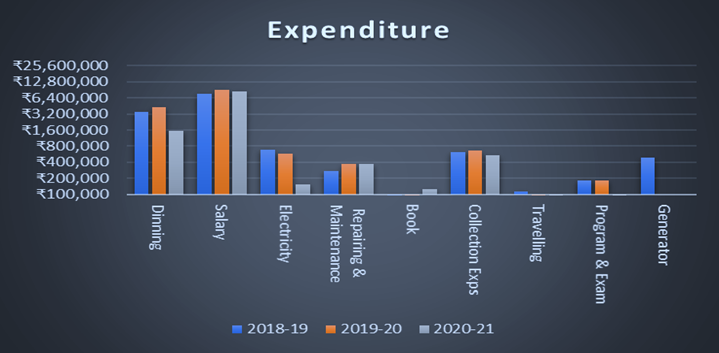 Expenditure
₹25,600,000
₹12,800,000
₹6,400,000
₹3,200,000
₹1,600,000
₹800,000
₹400,000
₹200,000
₹100,000
Dinning
Salary
Electricity
Repairing &
Maintenance
Book
Collection Exps
Travelling
Program & Exam
Generator
2018-19 2019-20 2020-21